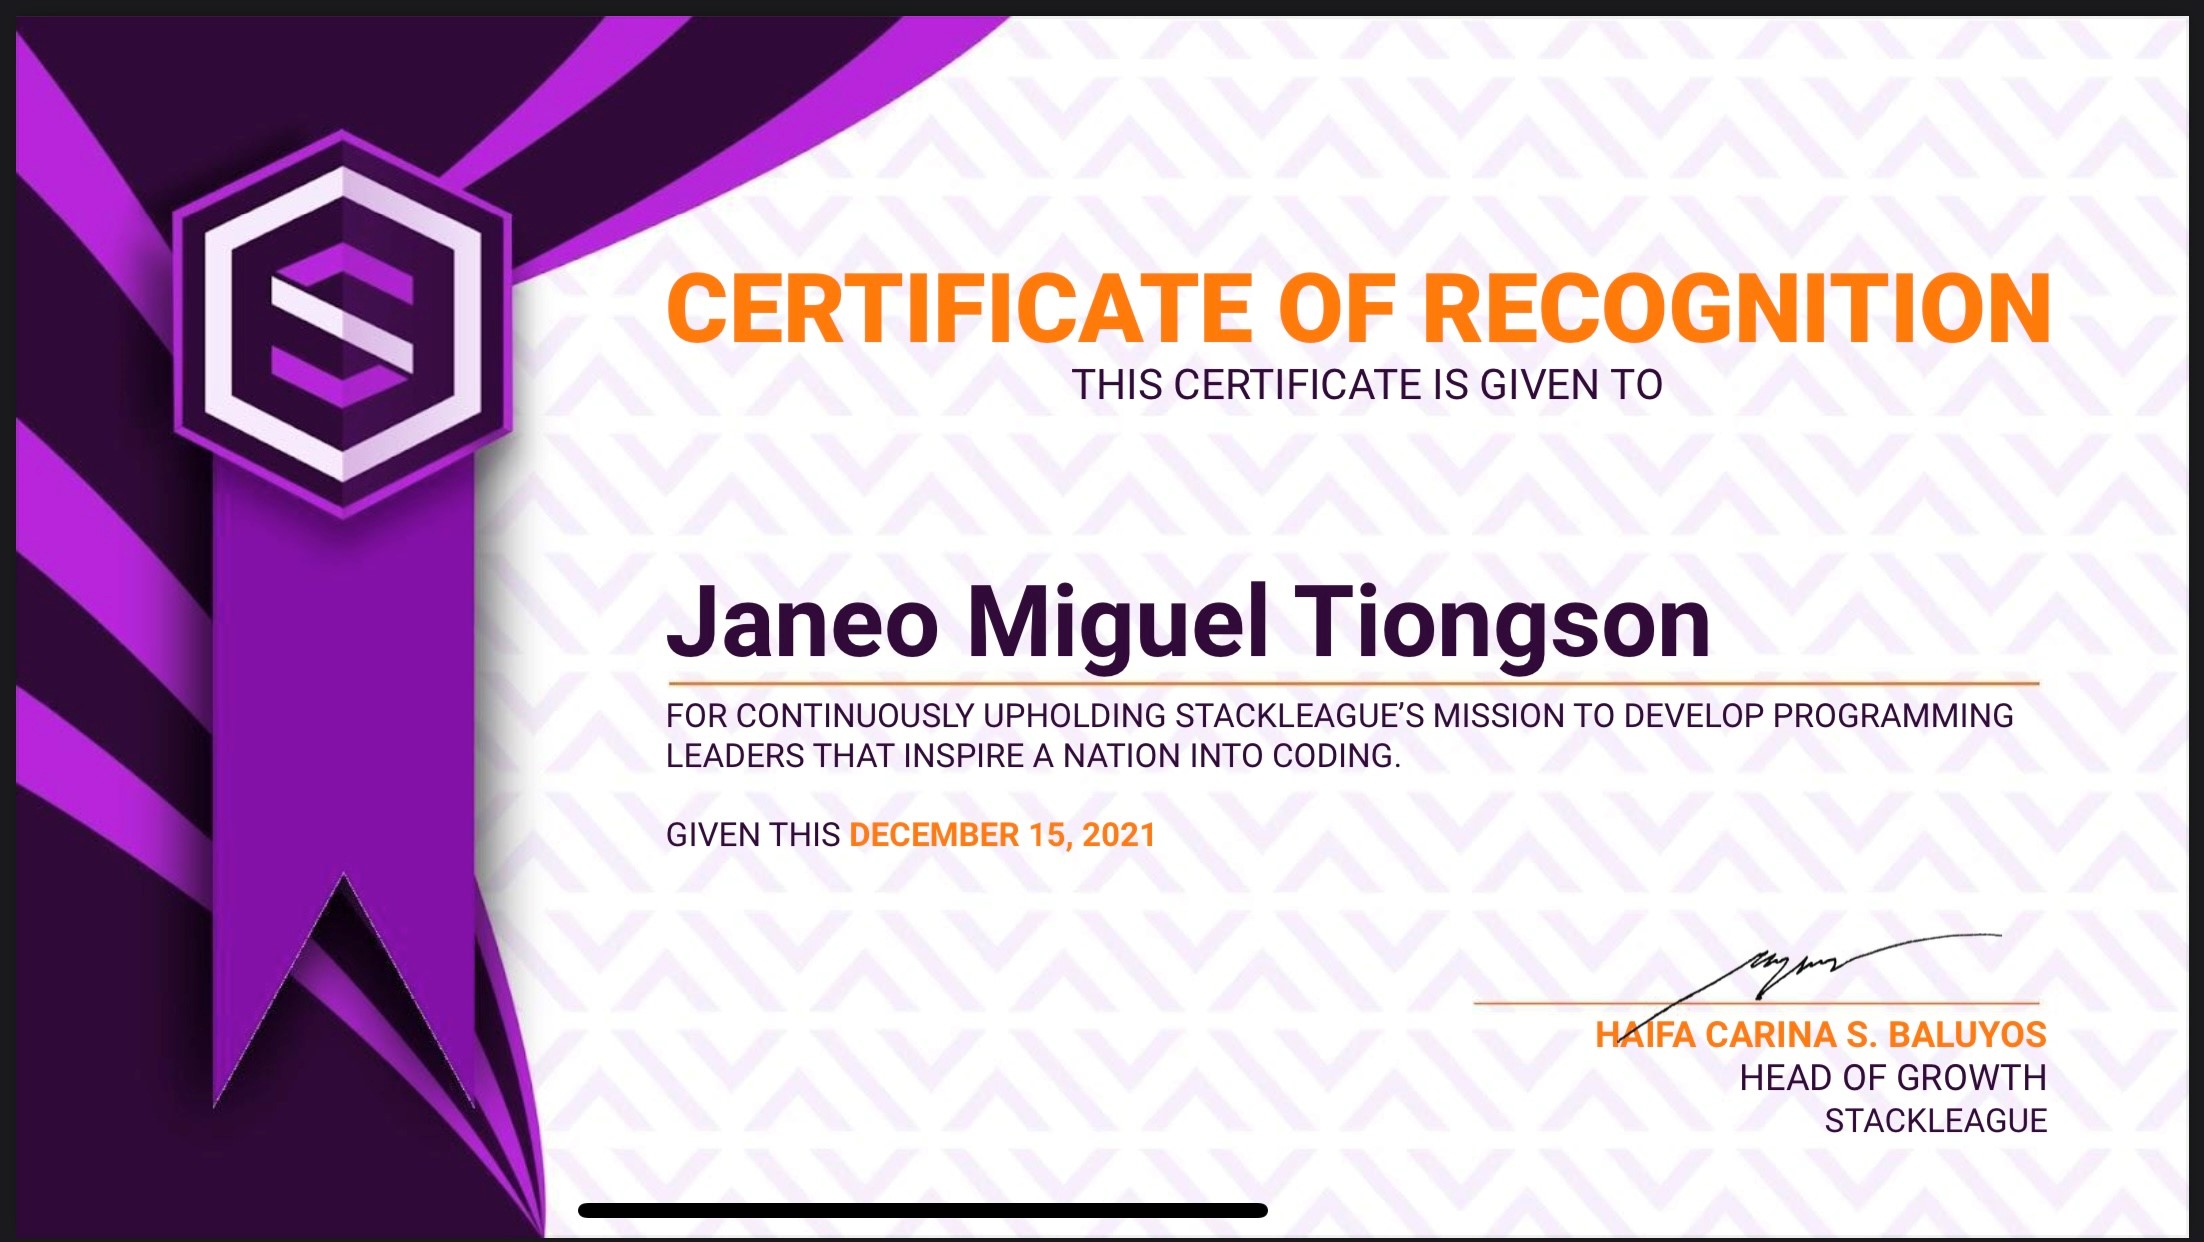 CERTIFICATE OF RECOGNITION
THIS CERTIFICATE IS GIVEN TO
Janeo Miguel Tiongson
FOR CONTINUOUSLY UPHOLDING STACKLEAGUE’S MISSION TO DEVELOP PROGRAMMING
LEADERS THAT INSPIRE A NATION INTO CODING.
GIVEN THIS DECEMBER 15, 2021
HAIFA CARINA S. BALUYOS
HEAD OF GROWTH
STACKLEAGUE